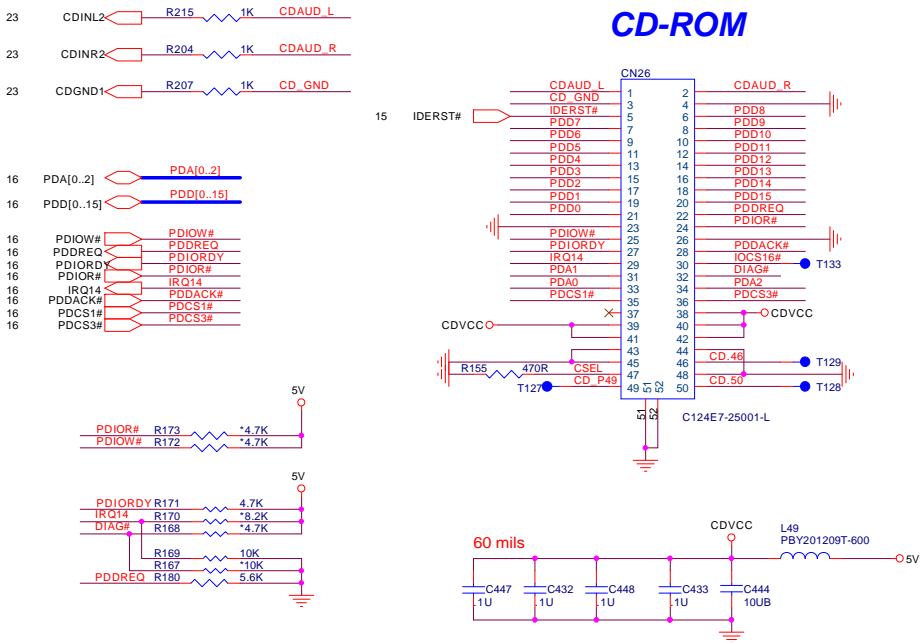 CD-ROM
23 CDINL2 R215 1K CDAUD_L
23 CDINR2 R204 1K CDAUD_R
23 CDGND1 R207 1K CD_GND
16 PDA[0..2] PDA[0..2]
16 PDD[0..15] PDD[0..15]
16 PDIOW# PDIOW#
16 PDDREQ PDDREQ
16 PDIORDY PDIORDY
16 PDIOR# PDIOR#
16 IRQ14 IRQ14
16 PDDACK# PDDACK#
16 PDCS1# PDCS1#
16 PDCS3# PDCS3#
CN26
CDAUD_L 1 2 CDAUD_R
CD_GND 3 4
15 IDERST# IDERST# 5 6 PDD8
PDD7 7 8 PDD9
PDD6 9 10 PDD10
PDD5 11 12 PDD11
PDD4 13 14 PDD12
PDD3 15 16 PDD13
PDD2 17 18 PDD14
PDD1 19 20 PDD15
PDD0 21 22 PDDREQ
23 24 PDIOR#
PDIOW# 25 26
PDIORDY 27 28 PDDACK#
IRQ14 29 30 IOCS16# T133
PDA1 31 32 DIAG#
PDA0 33 34 PDA2
PDCS1# 35 36 PDCS3#
37 38 CDVCC
CDVCC 39 40
41 42
43 44
45 46 CD.46 T129
R155 470R CSEL 47 48
T127 CD_P49 49 50 CD.50 T128
51 52
51 52
C124E7-25001-L
5V
PDIOR# R173 *4.7K
PDIOW# R172 *4.7K
5V
PDIORDY R171 4.7K
IRQ14 R170 *8.2K
DIAG# R168 *4.7K
R169 10K
R167 *10K
PDDREQ R180 5.6K
60 mils
CDVCC
L49
PBY201209T-600
5V
C447 C432 C448 C433 C444
.1U .1U .1U .1U 10UB